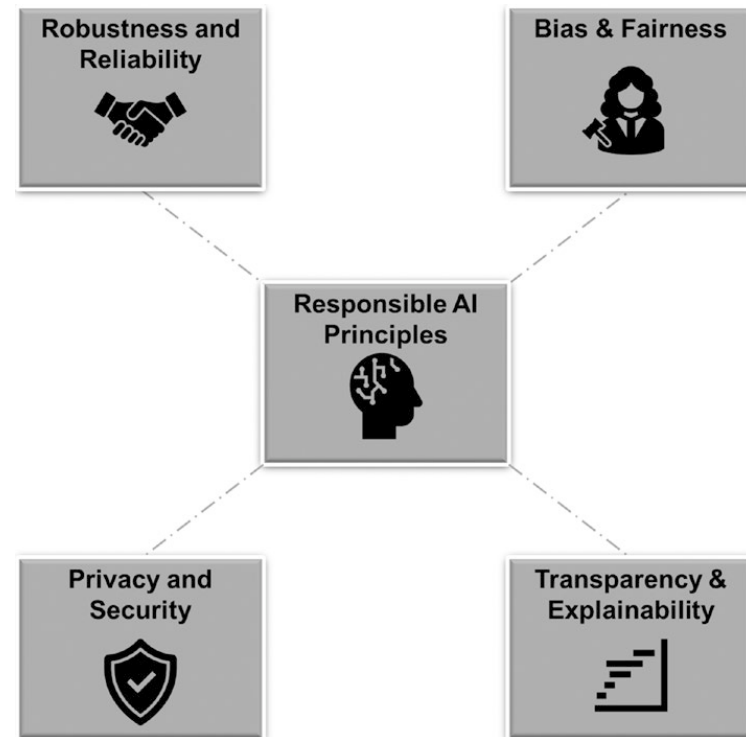 Robustness and
Reliability
Bias & Fairness
Responsible AI
Principles
Privacy and
Security
Transparency &
Explainability